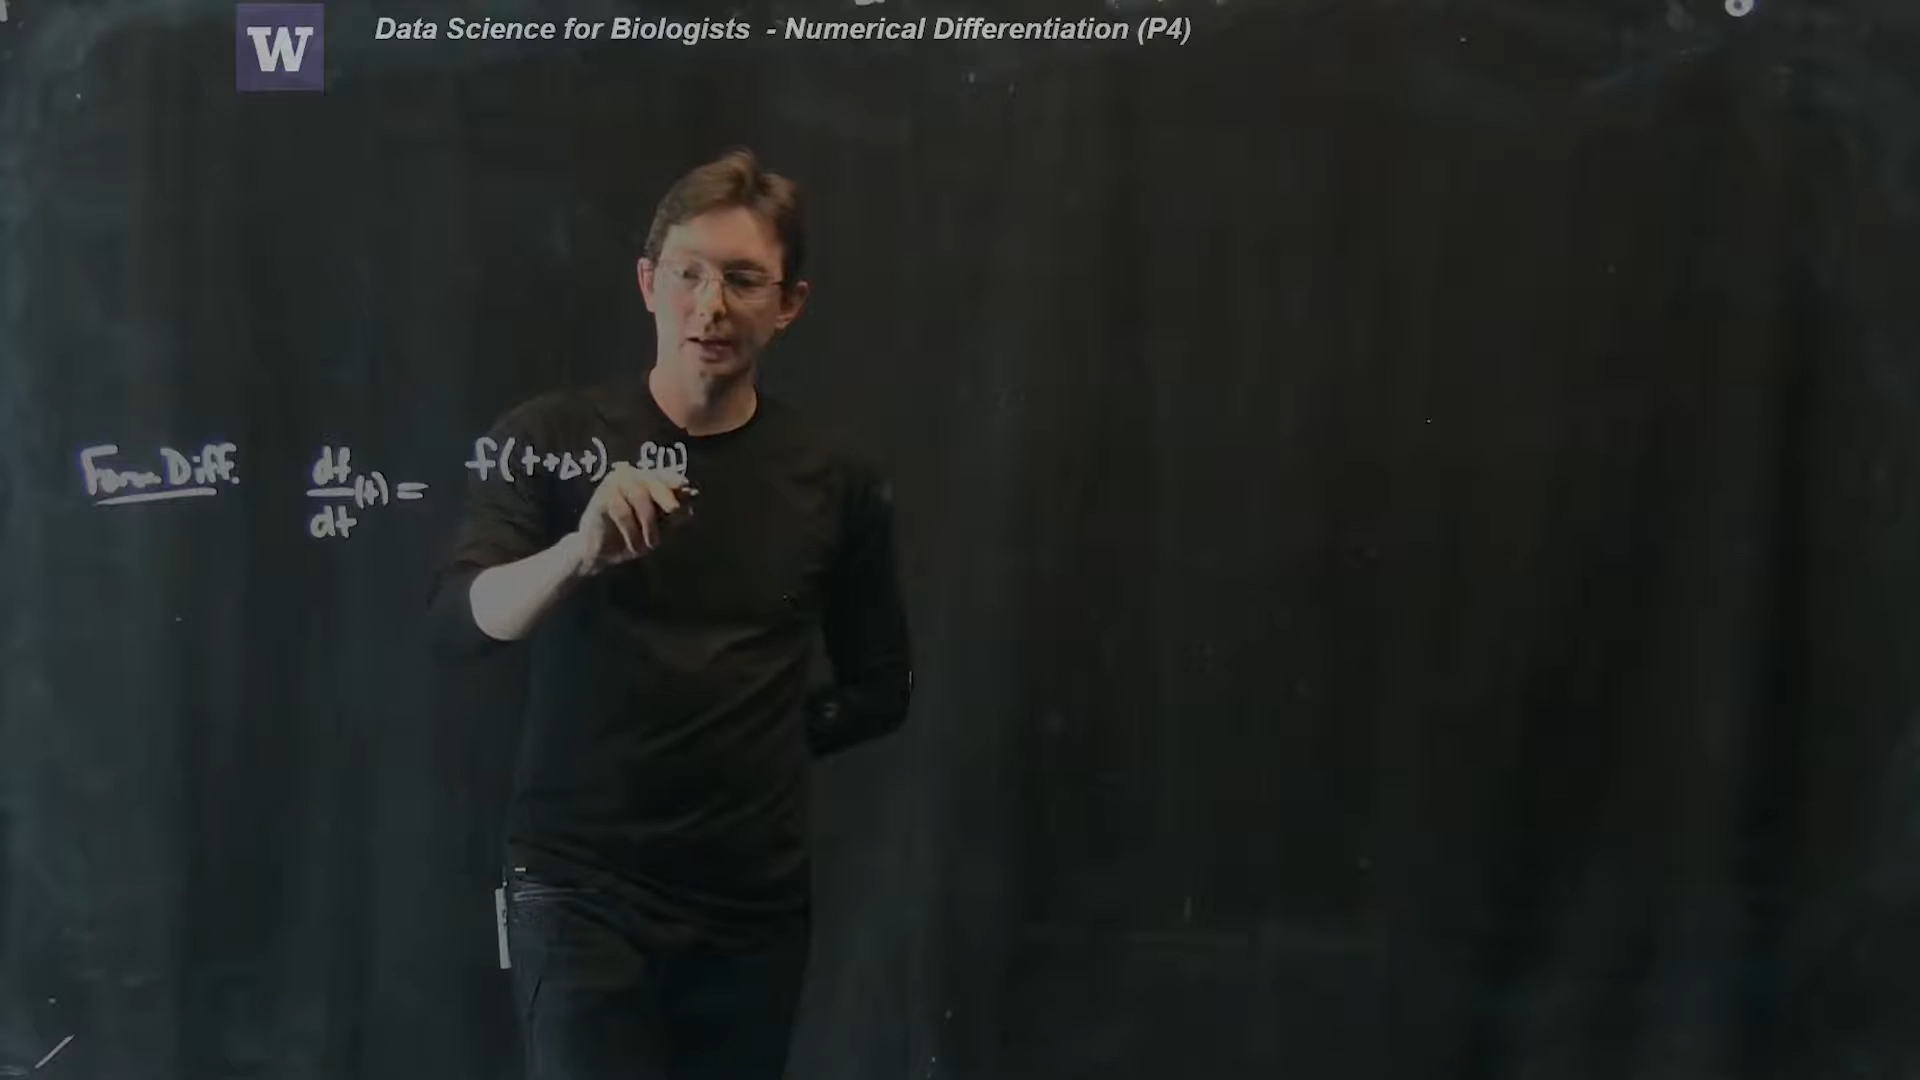 W
Data Science for Biologists - Numerical Differentiation (P4)
Forw Diff. df/dt (t) = f(t+Δt) - f(t)